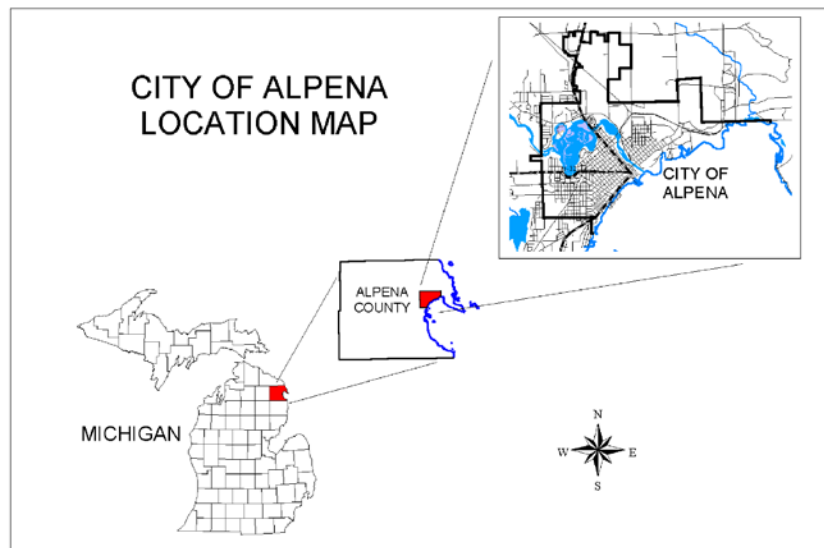 CITY OF ALPENA
LOCATION MAP
CITY OF
ALPENA
ALPENA
COUNTY
MICHIGAN
N
W
E
S